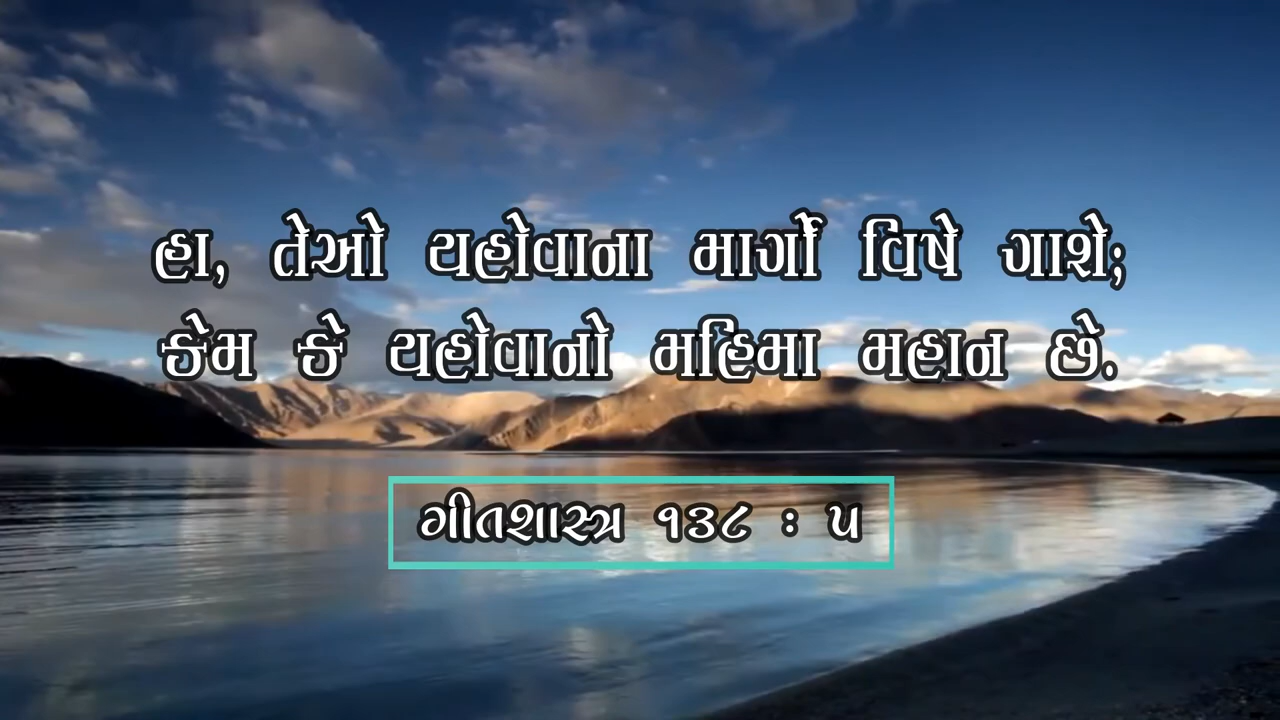 હા, તેઓ યહોવાના માર્ગો વિષે ગાશે;
કેમ કે યહોવાનો મહિમા મહાન છે.
ગીતશાસ્ત્ર ૧૩૮ : ૫